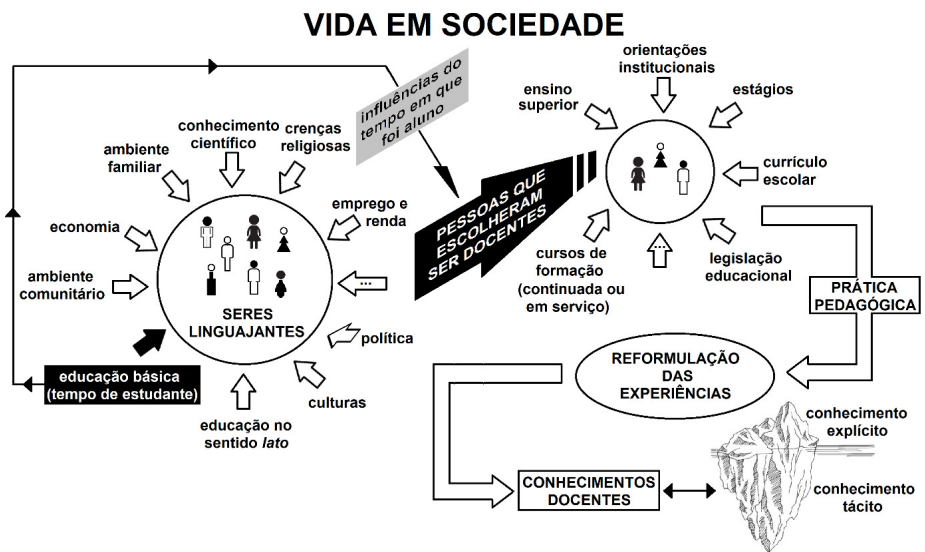 VIDA EM SOCIEDADE
influências do
tempo em que
foi aluno
orientações
institucionais
ensino
superior
estágios
conhecimento
científico
crenças
religiosas
ambiente
familiar
currículo
escolar
emprego e
renda
PESSOAS QUE
ESCOLHERAM
SER DOCENTES
economia
cursos de
formação
(continuada ou
em serviço)
...
legislação
educacional
ambiente
comunitário
...
PRÁTICA
PEDAGÓGICA
SERES
LINGUAJANTES
política
educação básica
(tempo de estudante)
REFORMULAÇÃO
DAS
EXPERIÊNCIAS
culturas
educação no
sentido lato
conhecimento
explícito
CONHECIMENTOS
DOCENTES
conhecimento
tácito